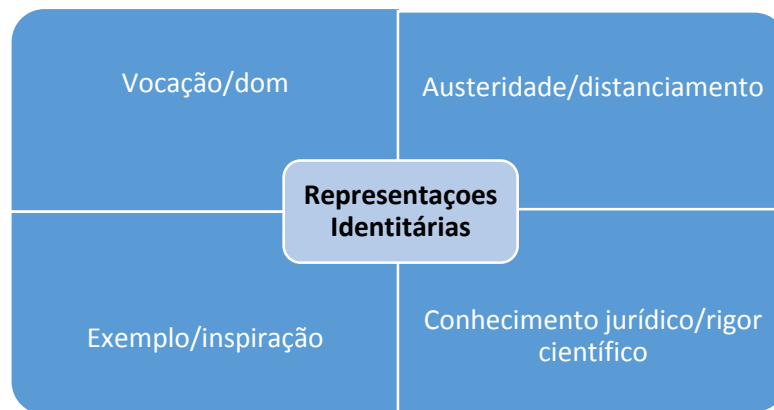 Vocação/dom
Austeridade/distanciamento
Representaçoes
Identitárias
Exemplo/inspiração
Conhecimento jurídico/rigor
científico